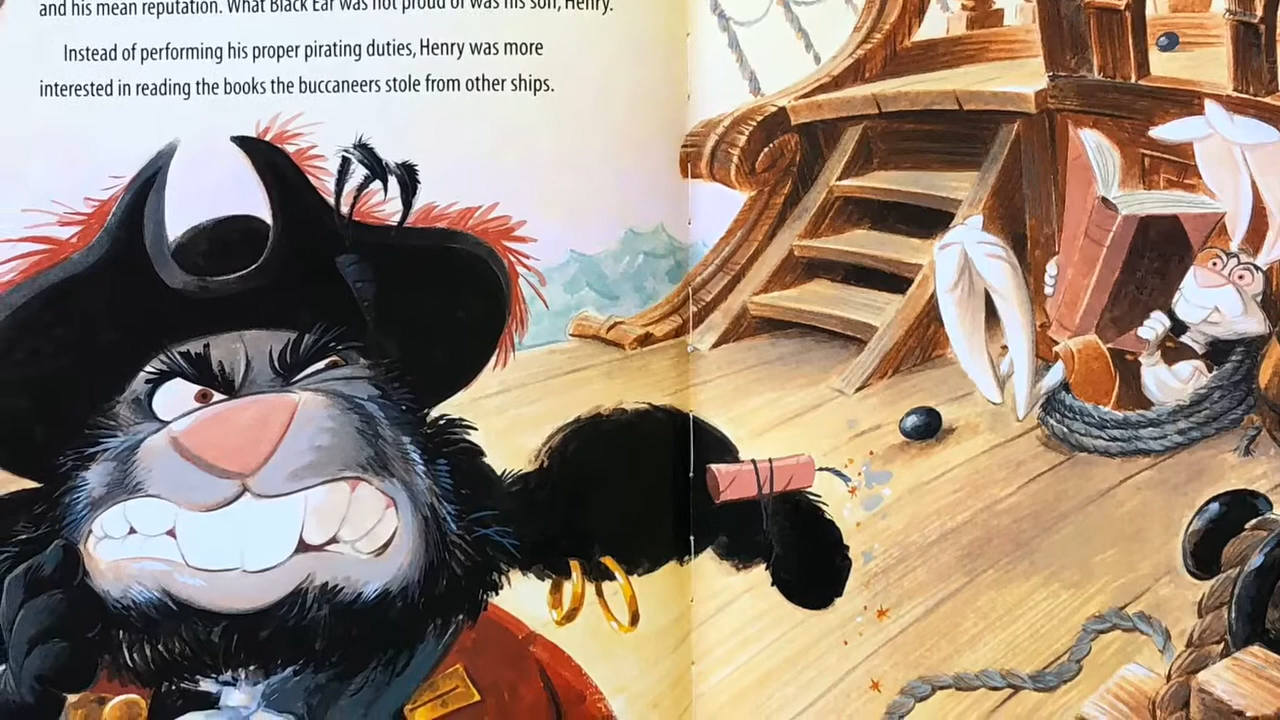 and his mean reputation. What Black Ear was not proud of was his son, Henry.
Instead of performing his proper pirating duties, Henry was more
interested in reading the books the buccaneers stole from other ships.